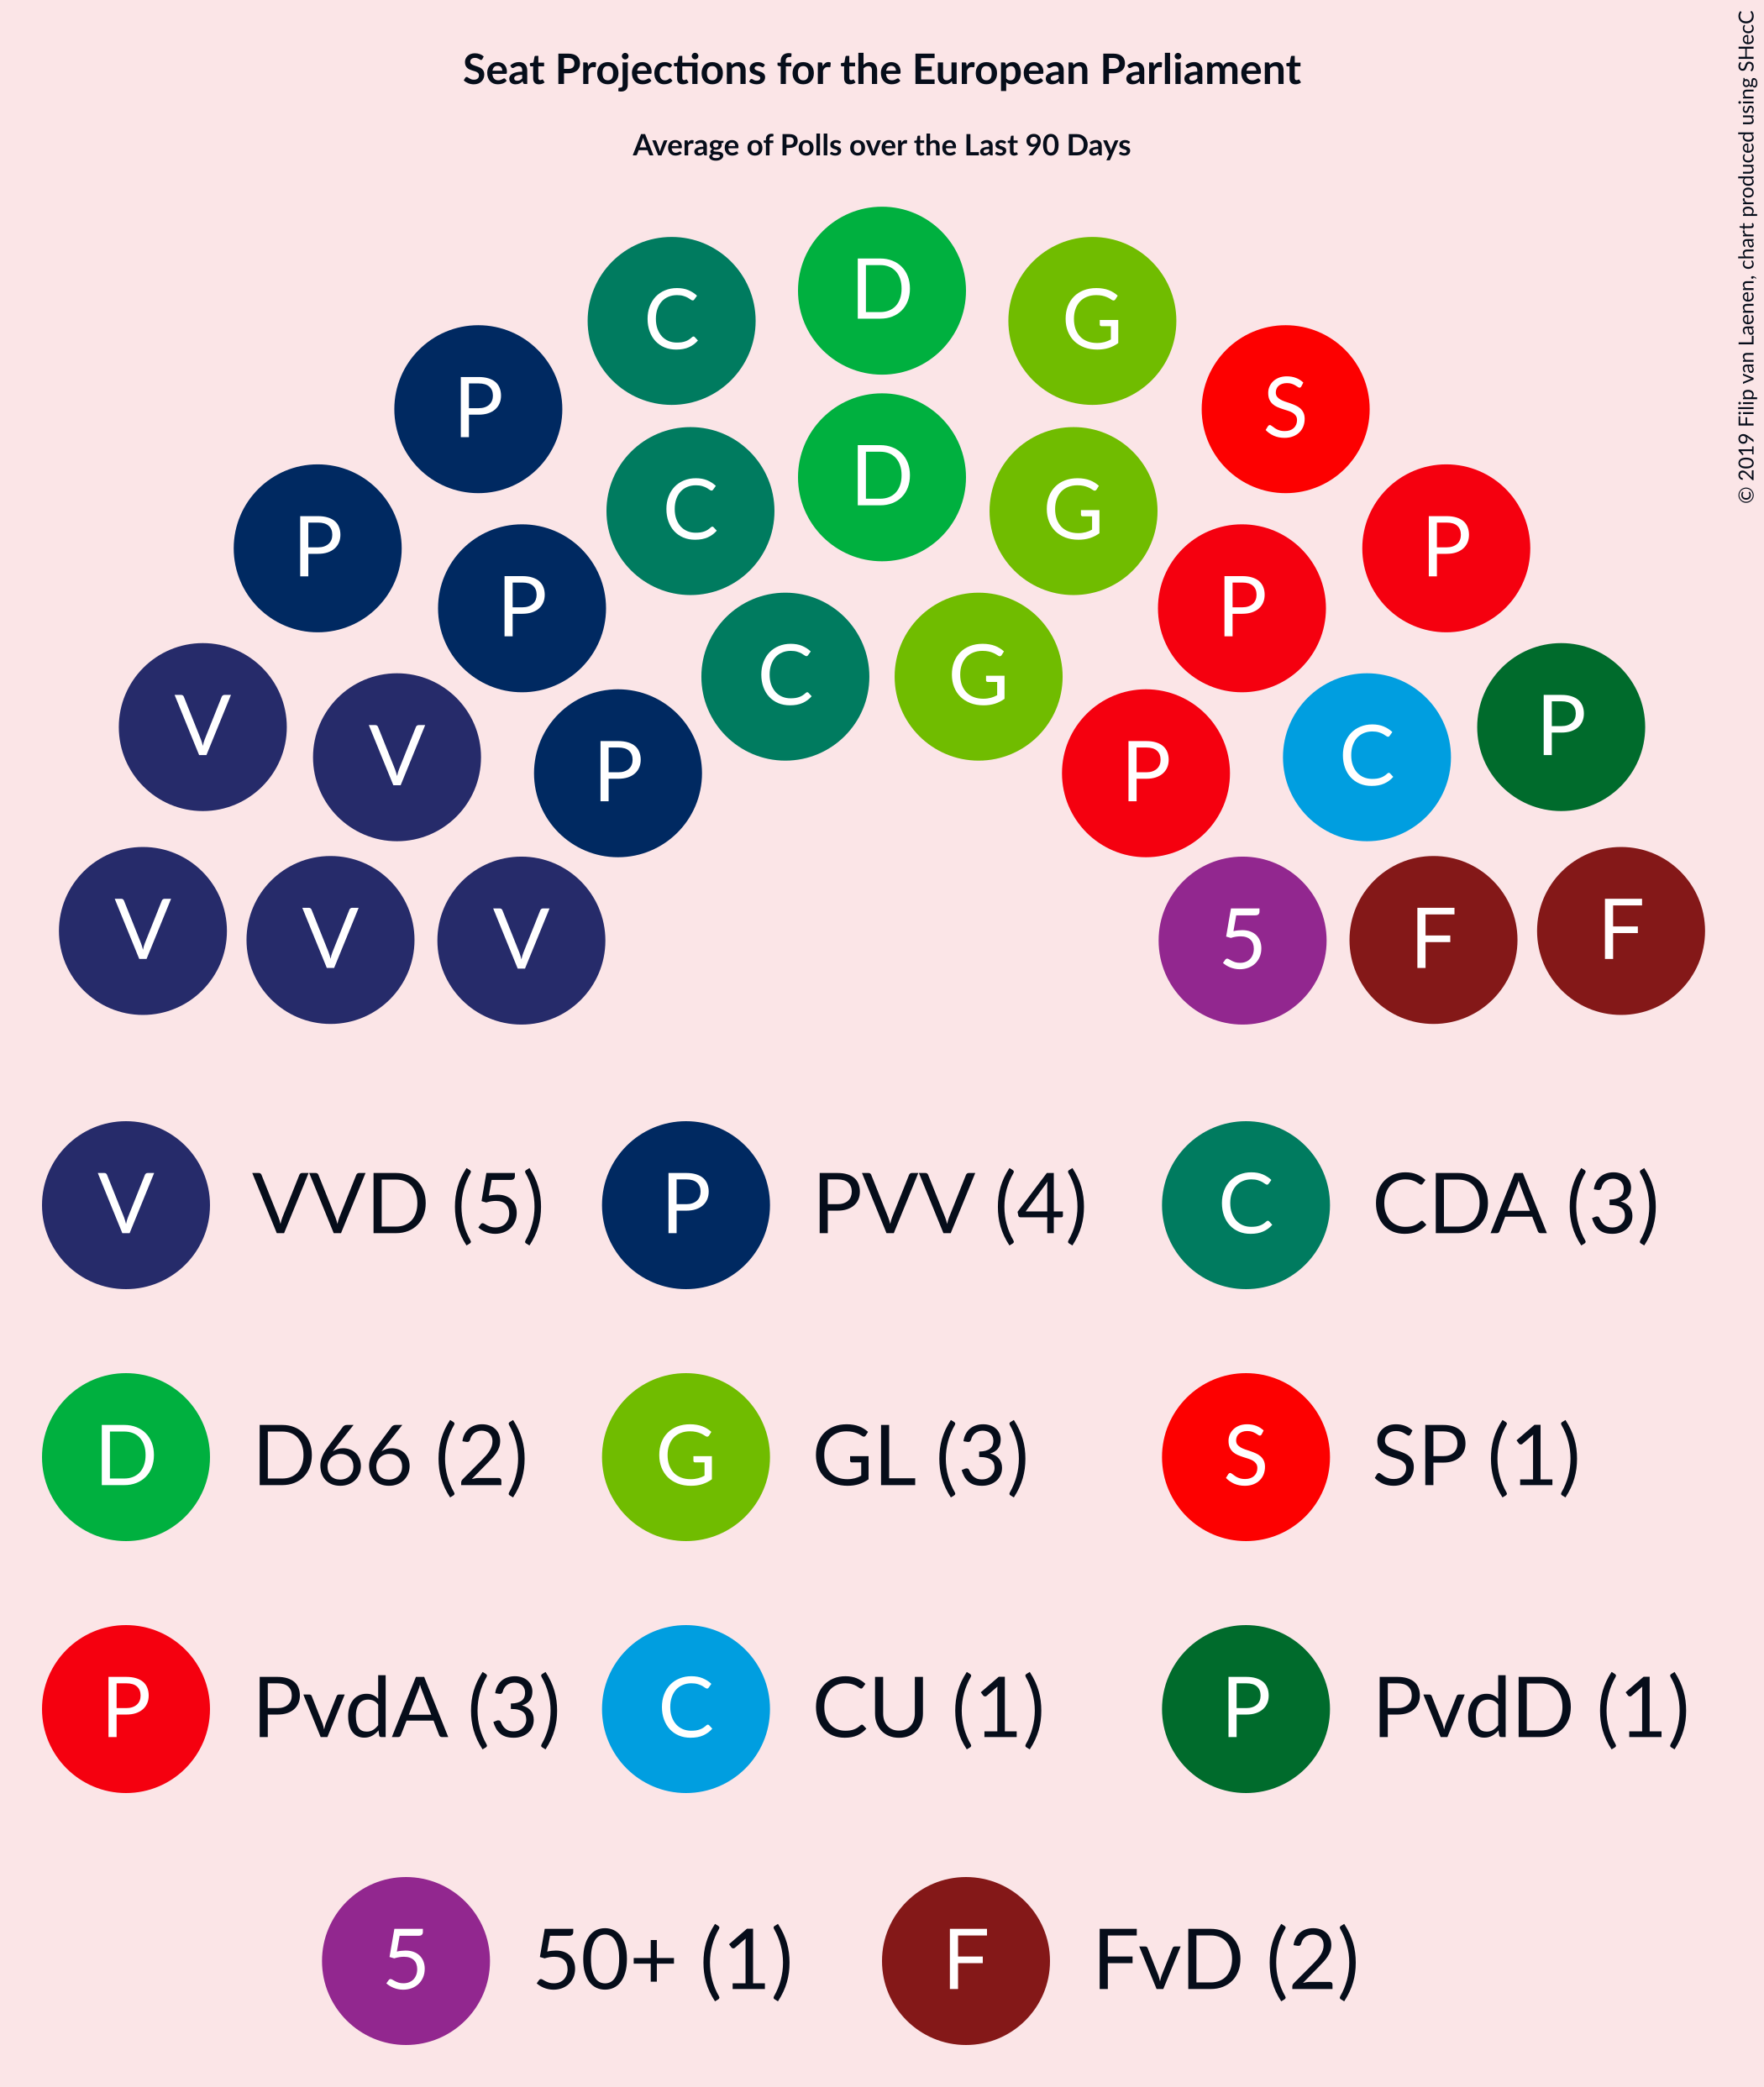 Seat Projections for the European Parliament
Average of Polls over the Last 90 Days
© 2019 Filip van Laenen, chart produced using SHecC
D
C G
P S
D
C G
P P
P P
C G
V P
V C
P P
V F
V V 5 F
V VVD (5) P PVV (4) C CDA (3)
D D66 (2) G GL (3) S SP (1)
P PvdA (3) C CU (1) P PvdD (1)
5 50+ (1) F FvD (2)